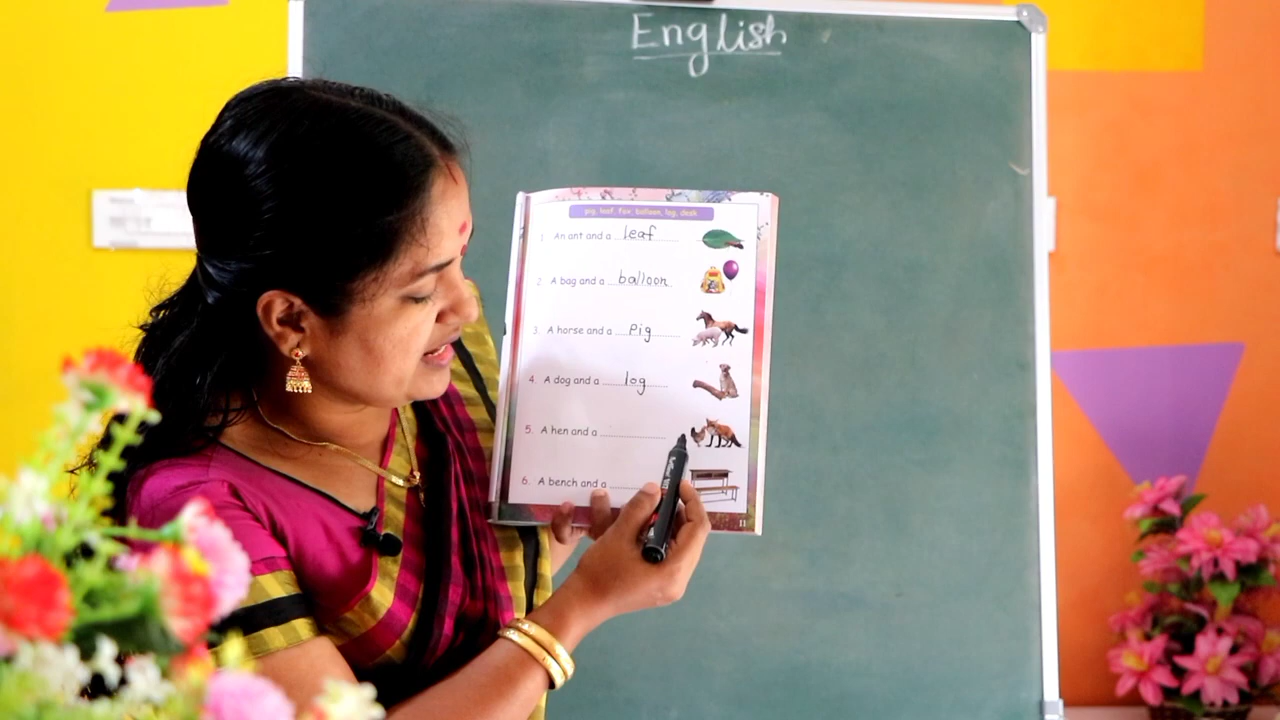 English
pig, leaf, fox, balloon, log, desk
1. An ant and a leaf
2. A bag and a balloon
3. A horse and a Pig
4. A dog and a log
5. A hen and a
6. A bench and a
11